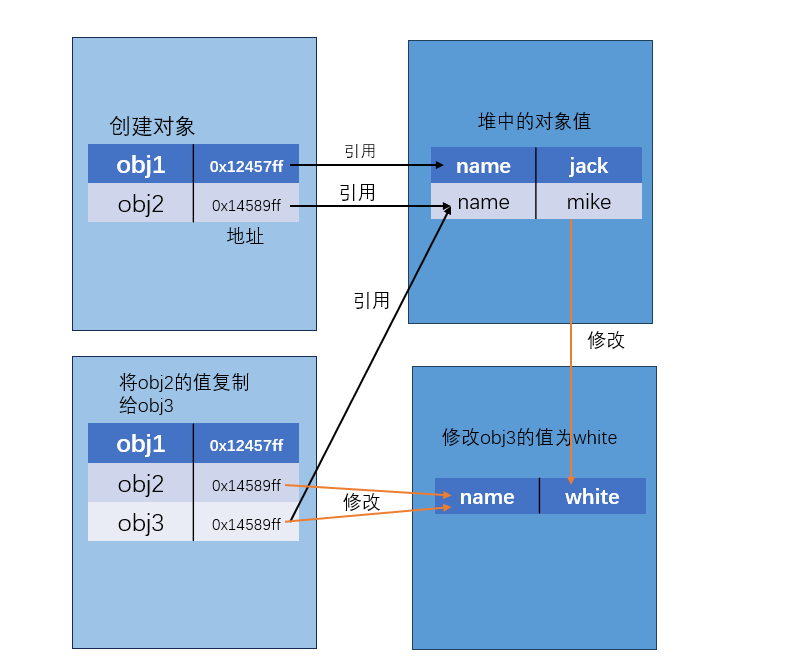 创建对象
obj1 0x12457ff
obj2 0x14589ff
地址
引用
引用
引用
堆中的对象值
name jack
name mike
修改
将obj2的值复制
给obj3
obj1 0x12457ff
obj2 0x14589ff
obj3 0x14589ff
修改
修改obj3的值为white
name white